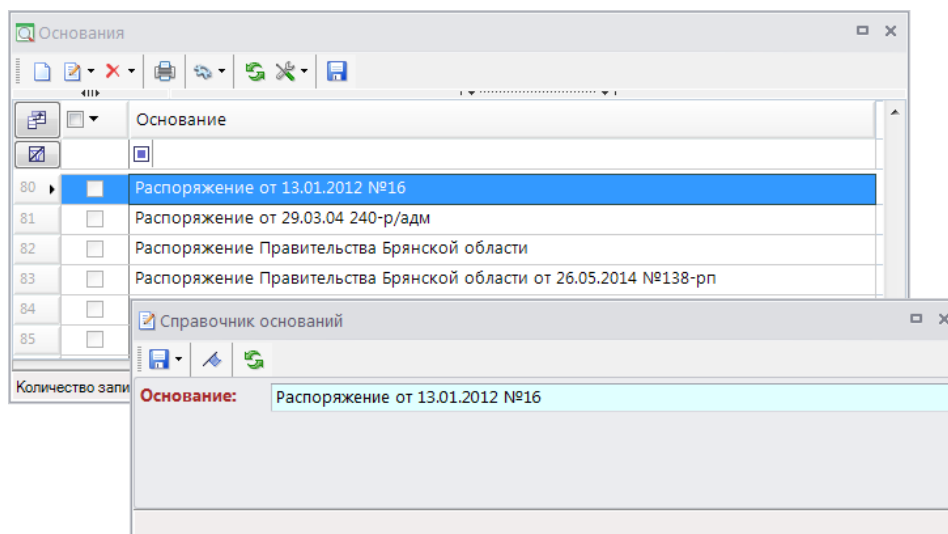 Основания
Основание
80 Распоряжение от 13.01.2012 №16
81 Распоряжение от 29.03.04 240-р/адм
82 Распоряжение Правительства Брянской области
83 Распоряжение Правительства Брянской области от 26.05.2014 №138-рп
84
85
Количество запи
Справочник оснований
Основание: Распоряжение от 13.01.2012 №16